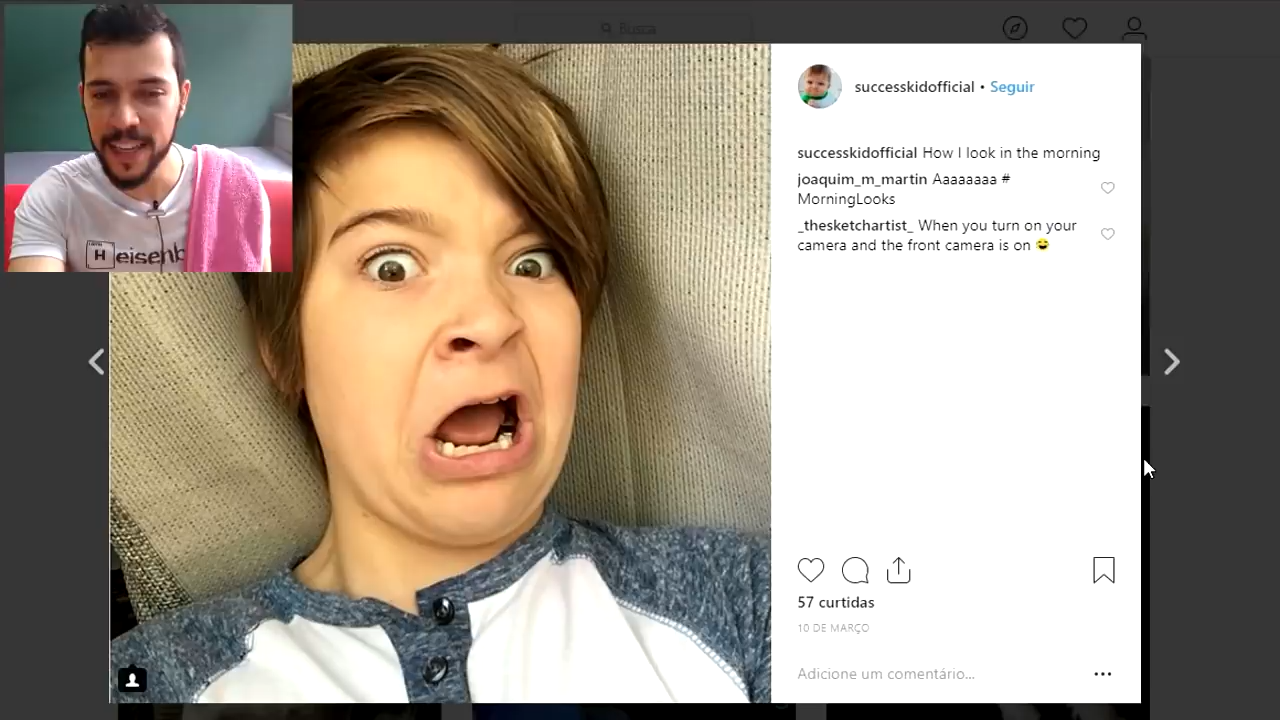 Busca
successkidofficial • Seguir
successkidofficial How I look in the morning
joaquim_m_martin Aaaaaaaa #
MorningLooks
_thesketchartist_ When you turn on your
camera and the front camera is on 😂
57 curtidas
10 DE MARÇO
Adicione um comentário...
H eisenb